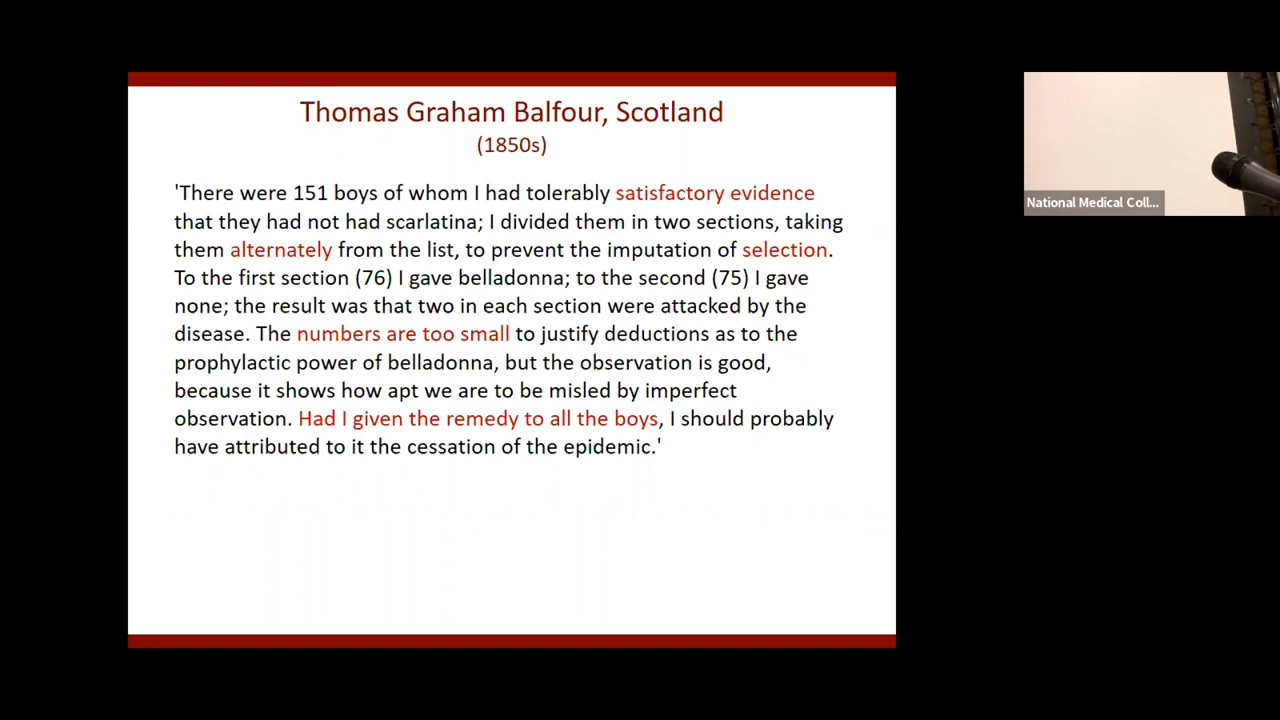 Thomas Graham Balfour, Scotland
(1850s)
'There were 151 boys of whom I had tolerably satisfactory evidence
that they had not had scarlatina; I divided them in two sections, taking
them alternately from the list, to prevent the imputation of selection.
To the first section (76) I gave belladonna; to the second (75) I gave
none; the result was that two in each section were attacked by the
disease. The numbers are too small to justify deductions as to the
prophylactic power of belladonna, but the observation is good,
because it shows how apt we are to be misled by imperfect
observation. Had I given the remedy to all the boys, I should probably
have attributed to it the cessation of the epidemic.'
National Medical Coll...